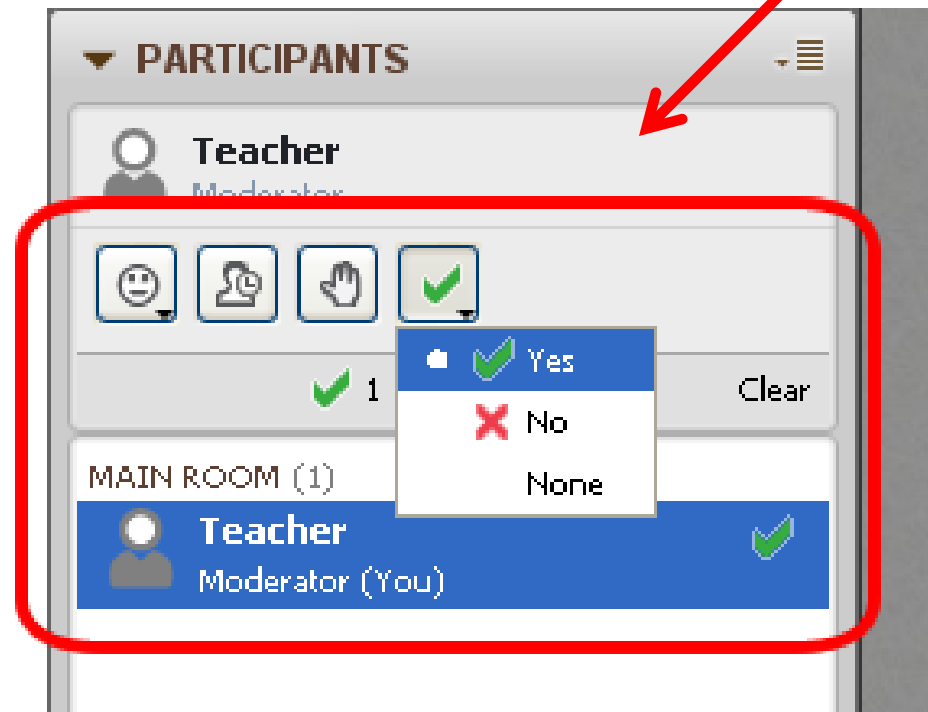 PARTICIPANTS
Teacher
Moderator
1
Clear
Yes
No
None
MAIN ROOM (1)
Teacher
Moderator (You)